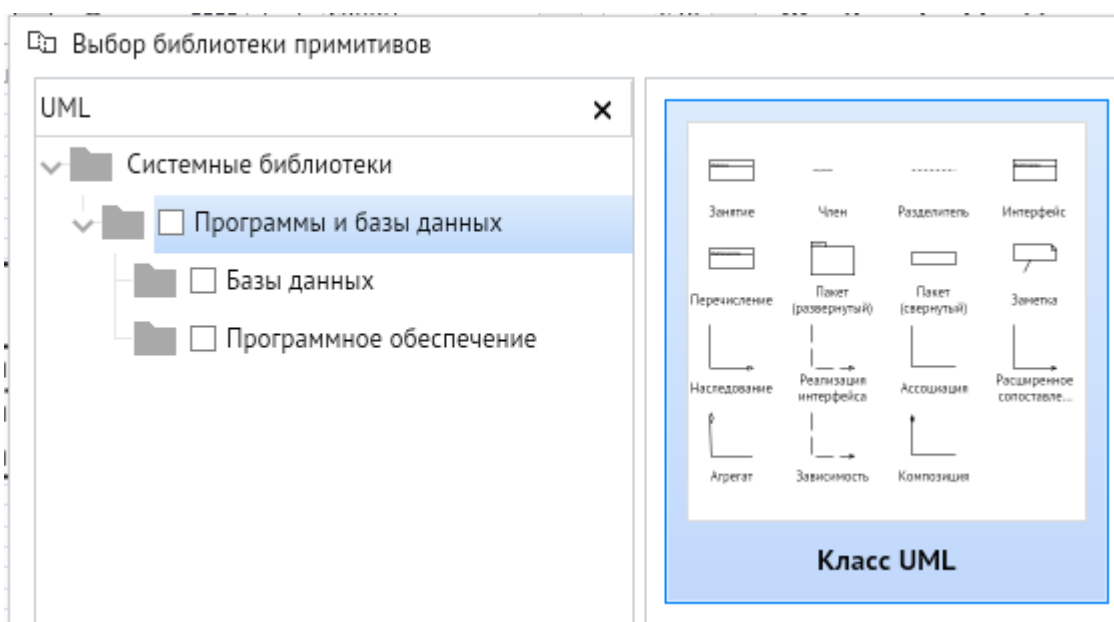 Выбор библиотеки примитивов
UML
Системные библиотеки
Программы и базы данных
Базы данных
Программное обеспечение
Занятие
Член
Разделитель
Интерфейс
Перечисление
Пакет
(развернутый)
Пакет
(свернутый)
Заметка
Наследование
Реализация
интерфейса
Ассоциация
Расширенное
сопоставле...
Агрегат
Зависимость
Композиция
Класс UML